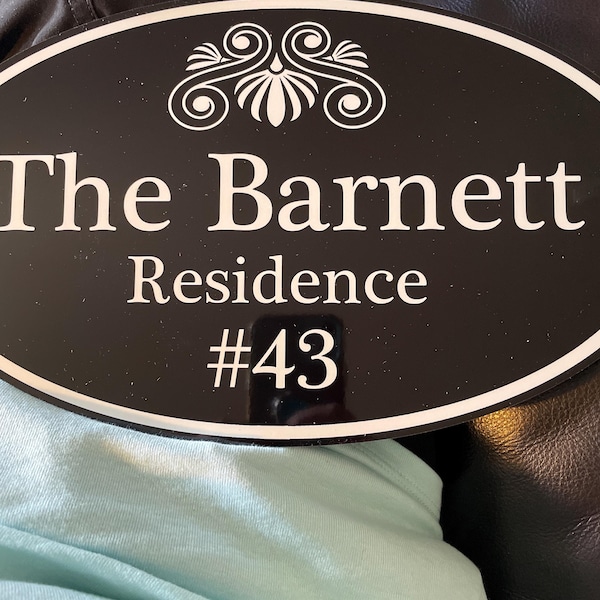 The Barnett
Residence
#43